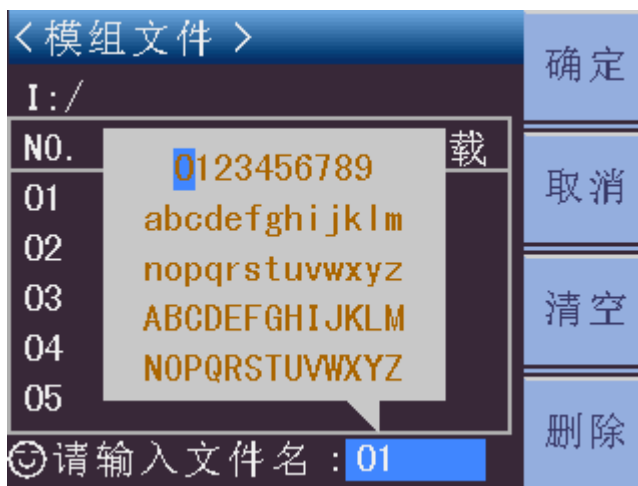 <模组文件 >
I:/
NO.
载
01
02
03
04
05
0123456789
abcdefghijklm
nopqrstuvwxyz
ABCDEFGHIJKLM
NOPQRSTUVWXYZ
请输入文件名 : 01
确定
取消
清空
删除